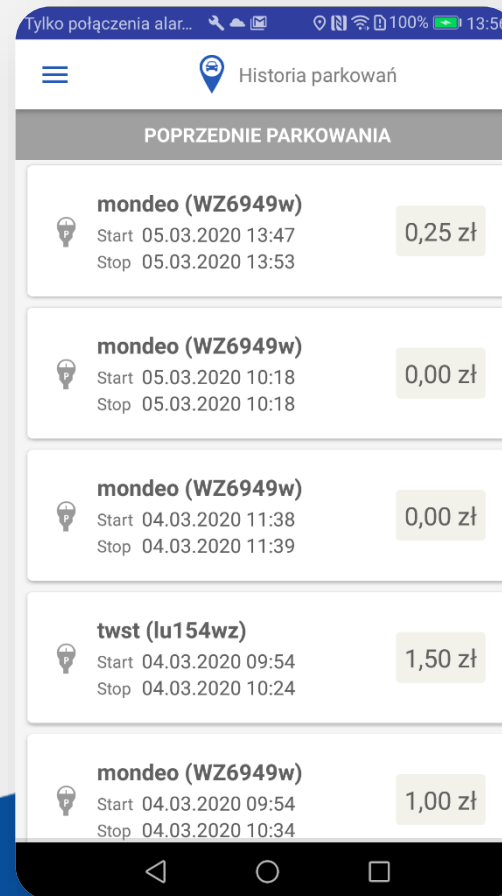 Tylko połączenia alar... 100% 13:56
Historia parkowań
POPRZEDNIE PARKOWANIA
mondeo (WZ6949w)
Start 05.03.2020 13:47
Stop 05.03.2020 13:53
0,25 zł
mondeo (WZ6949w)
Start 05.03.2020 10:18
Stop 05.03.2020 10:18
0,00 zł
mondeo (WZ6949w)
Start 04.03.2020 11:38
Stop 04.03.2020 11:39
0,00 zł
twst (lu154wz)
Start 04.03.2020 09:54
Stop 04.03.2020 10:24
1,50 zł
mondeo (WZ6949w)
Start 04.03.2020 09:54
Stop 04.03.2020 10:34
1,00 zł